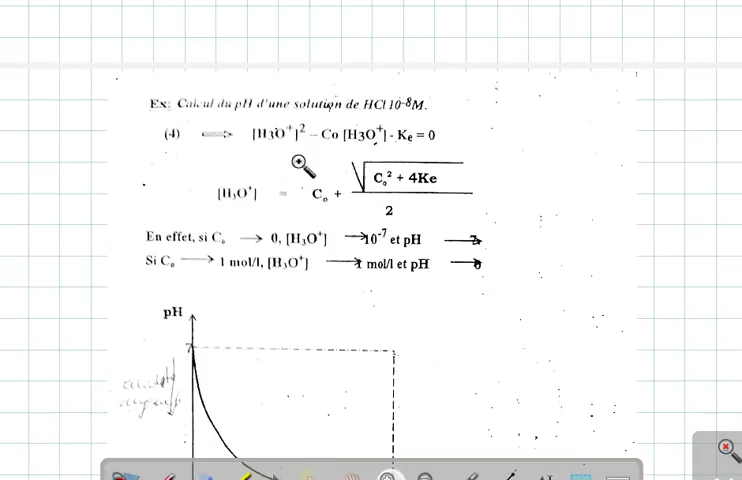 Ex: Calcul du pH d'une solution de HCl 10⁻⁸M.
(4) ⟹ [H3O⁺]² – Co [H3O⁺] - Ke = 0
[H₃O⁺] = C₀ + √(C₀² + 4Ke)
2
En effet, si C₀ → 0, [H₃O⁺] → 10⁻⁷ et pH → 7
Si C₀ → 1 mol/l, [H₃O⁺] → 1 mol/l et pH → 0
pH
7